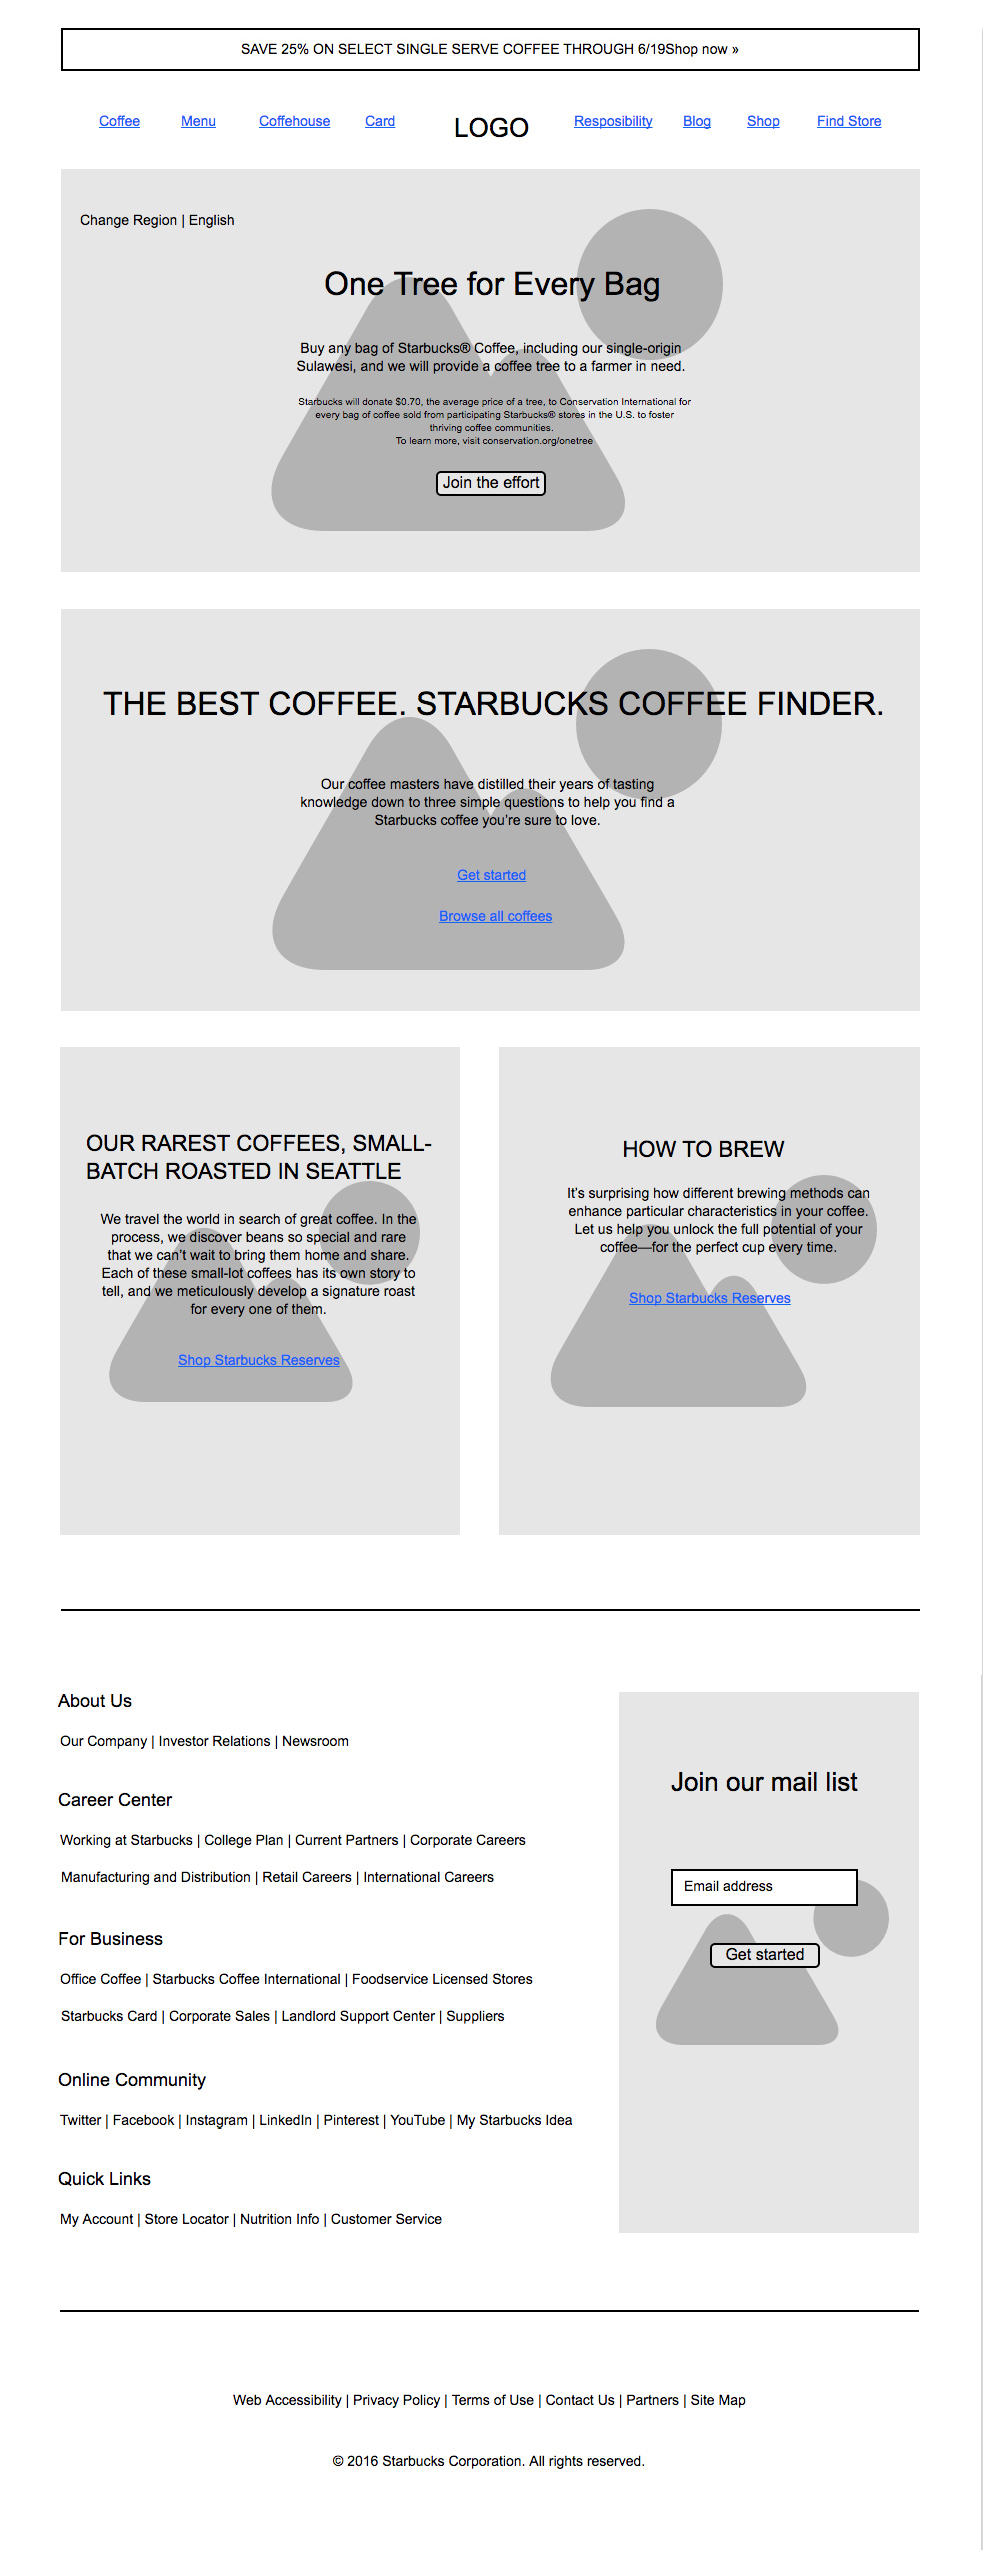 SAVE 25% ON SELECT SINGLE SERVE COFFEE THROUGH 6/19Shop now »
Coffee Menu Coffehouse Card LOGO Resposibility Blog Shop Find Store
Change Region | English
One Tree for Every Bag
Buy any bag of Starbucks® Coffee, including our single-origin
Sulawesi, and we will provide a coffee tree to a farmer in need.
Starbucks will donate $0.70, the average price of a tree, to Conservation International for
every bag of coffee sold from participating Starbucks® stores in the U.S. to foster
thriving coffee communities.
To learn more, visit conservation.org/onetree
Join the effort
THE BEST COFFEE. STARBUCKS COFFEE FINDER.
Our coffee masters have distilled their years of tasting
knowledge down to three simple questions to help you find a
Starbucks coffee you're sure to love.
Get started
Browse all coffees
OUR RAREST COFFEES, SMALL-
BATCH ROASTED IN SEATTLE
We travel the world in search of great coffee. In the
process, we discover beans so special and rare
that we can't wait to bring them home and share.
Each of these small-lot coffees has its own story to
tell, and we meticulously develop a signature roast
for every one of them.
Shop Starbucks Reserves
HOW TO BREW
It's surprising how different brewing methods can
enhance particular characteristics in your coffee.
Let us help you unlock the full potential of your
coffee—for the perfect cup every time.
Shop Starbucks Reserves
About Us
Our Company | Investor Relations | Newsroom
Career Center
Working at Starbucks | College Plan | Current Partners | Corporate Careers
Manufacturing and Distribution | Retail Careers | International Careers
For Business
Office Coffee | Starbucks Coffee International | Foodservice Licensed Stores
Starbucks Card | Corporate Sales | Landlord Support Center | Suppliers
Online Community
Twitter | Facebook | Instagram | LinkedIn | Pinterest | YouTube | My Starbucks Idea
Quick Links
My Account | Store Locator | Nutrition Info | Customer Service
Join our mail list
Email address
Get started
Web Accessibility | Privacy Policy | Terms of Use | Contact Us | Partners | Site Map
© 2016 Starbucks Corporation. All rights reserved.